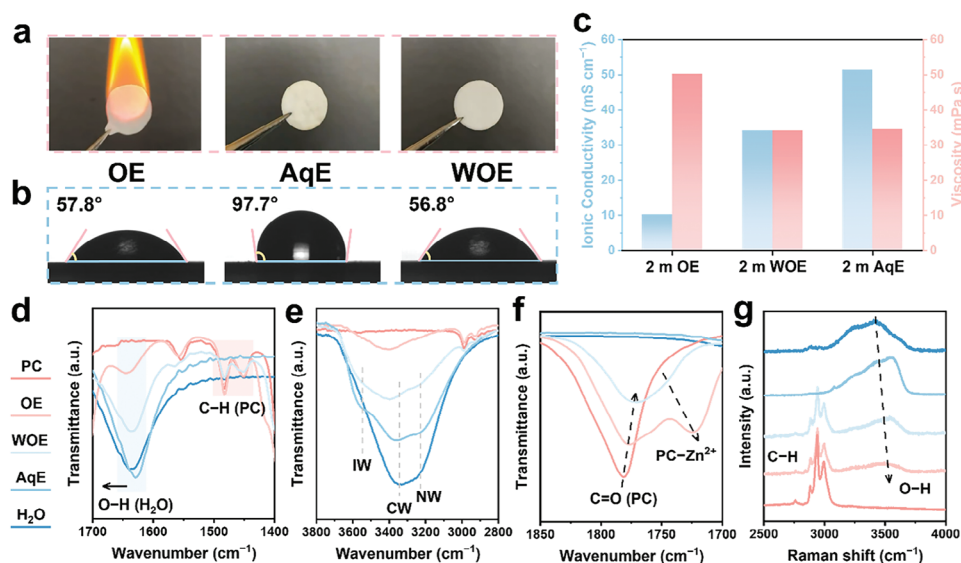 a
OE
AqE
WOE
b
57.8°
97.7°
56.8°
c
Ionic Conductivity (mS cm⁻¹)
60
50
40
30
20
10
0
2 m OE
2 m WOE
2 m AqE
60
50
40
30
20
10
0
Viscosity (mPa s)
PC
OE
WOE
AqE
H₂O
d
Transmittance (a.u.)
C−H (PC)
O−H (H₂O)
1700
1600
1500
1400
Wavenumber (cm⁻¹)
e
Transmittance (a.u.)
IW
CW
NW
3800
3600
3400
3200
3000
2800
Wavenumber (cm⁻¹)
f
Transmittance (a.u.)
C=O (PC)
PC−Zn²⁺
1850
1800
1750
1700
Wavenumber (cm⁻¹)
g
Intensity (a.u.)
C−H
O−H
2500
3000
3500
4000
Raman shift (cm⁻¹)